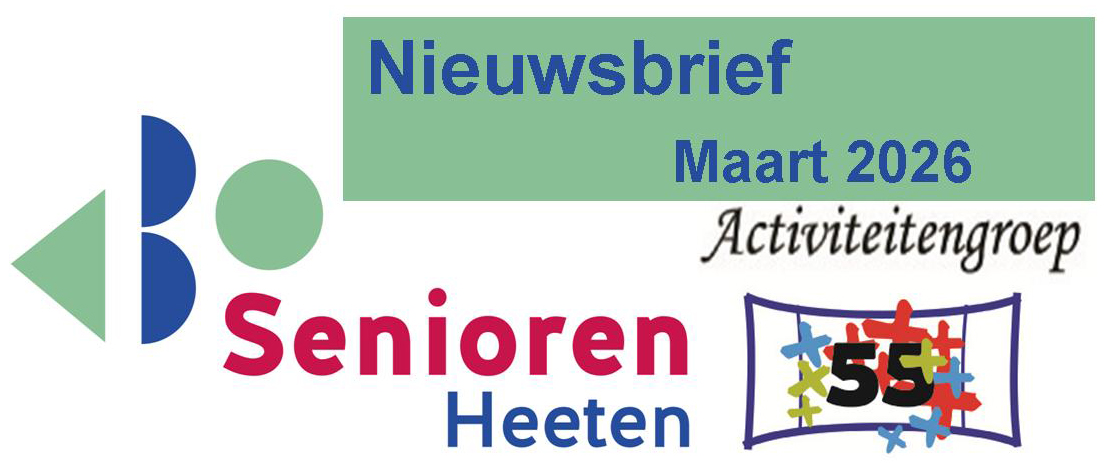 Nieuwsbrief
Maart 2026
Activiteitengroep
Senioren
Heeten
55